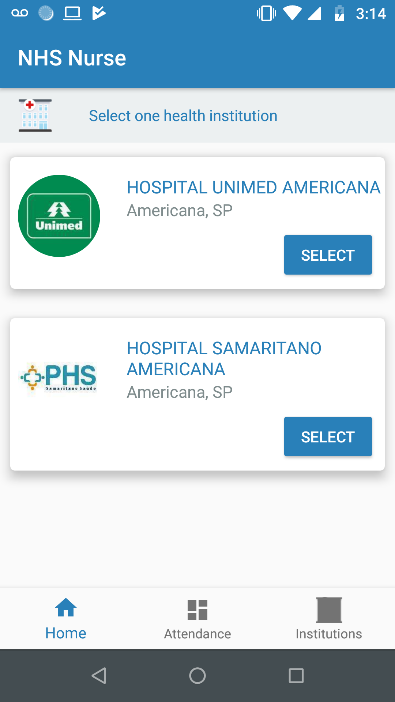 3:14
NHS Nurse
Select one health institution
Unimed
HOSPITAL UNIMED AMERICANA
Americana, SP
SELECT
PHS
Samaritano Saúde
HOSPITAL SAMARITANO
AMERICANA
Americana, SP
SELECT
Home
Attendance
Institutions